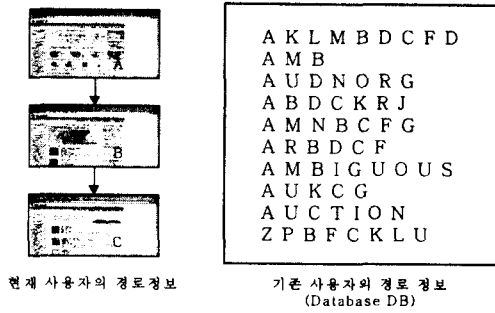 A
B
C
현재 사용자의 경로정보
A K L M B D C F D
A M B
A U D N O R G
A B D C K R J
A M N B C F G
A R B D C F
A M B I G U O U S
A U K C G
A U C T I O N
Z P B F C K L U
기존 사용자의 경로 정보
(Database DB)